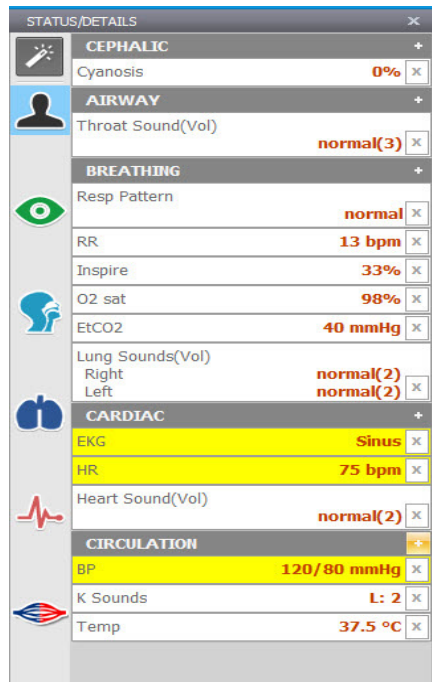 STATUS/DETAILS
CEPHALIC
Cyanosis 0%
AIRWAY
Throat Sound(Vol)
normal(3)
BREATHING
Resp Pattern
normal
RR 13 bpm
Inspire 33%
O2 sat 98%
EtCO2 40 mmHg
Lung Sounds(Vol)
Right normal(2)
Left normal(2)
CARDIAC
EKG Sinus
HR 75 bpm
Heart Sound(Vol)
normal(2)
CIRCULATION
BP 120/80 mmHg
K Sounds L: 2
Temp 37.5 °C